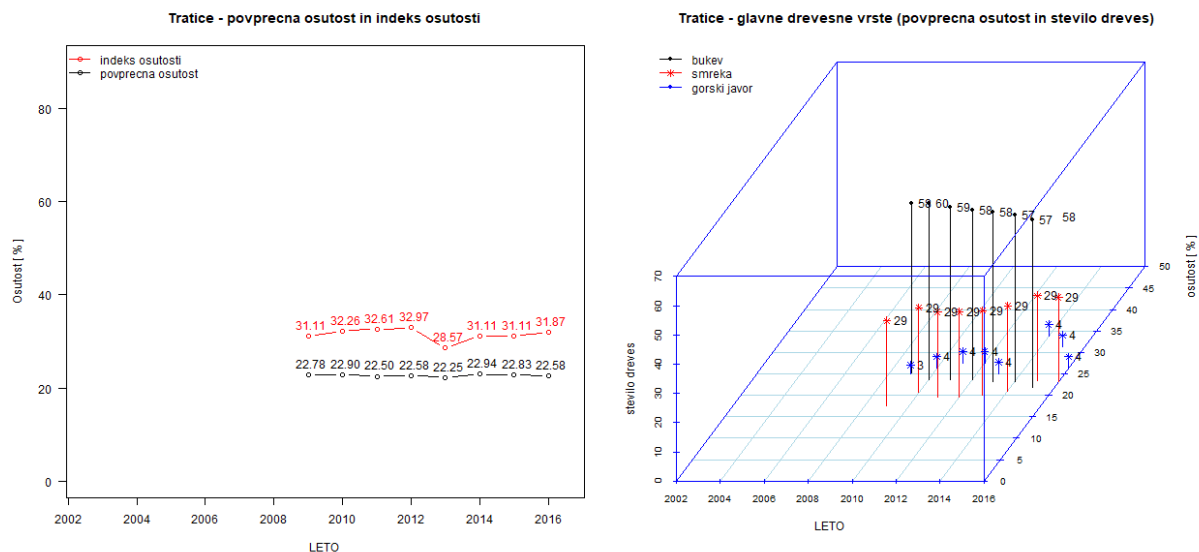 Tratice - povprecna osutost in indeks osutosti
indeks osutosti
povprecna osutost
80
60
40
20
0
Osutost [ % ]
31.11 32.26 32.61 32.97 28.57 31.11 31.11 31.87
22.78 22.90 22.50 22.58 22.25 22.94 22.83 22.58
2002 2004 2006 2008 2010 2012 2014 2016
LETO
Tratice - glavne drevesne vrste (povprecna osutost in stevilo dreves)
bukev
smreka
gorski javor
58 60 59 58 58 57 57 58
29 29 29 29 29 29 29 29
3 4 4 4 4 4 4 4
70
60
50
40
30
20
10
0
stevilo dreves
50
45
40
35
30
25
20
15
10
5
0
osutost [ % ]
2002 2004 2006 2008 2010 2012 2014 2016
LETO